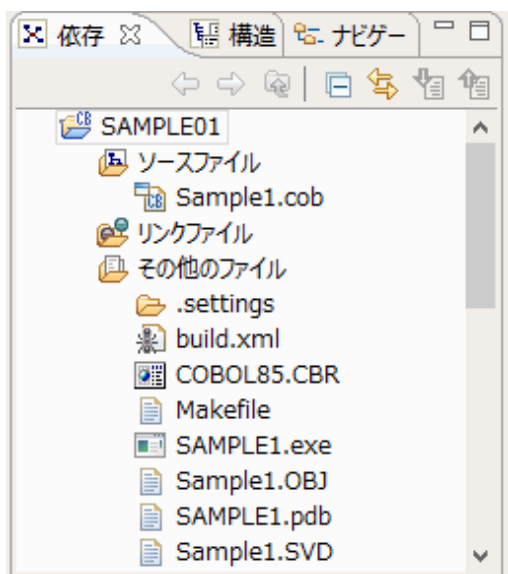 依存 構造 ナビゲー
SAMPLE01
ソースファイル
Sample1.cob
リンクファイル
その他のファイル
.settings
build.xml
COBOL85.CBR
Makefile
SAMPLE1.exe
Sample1.OBJ
SAMPLE1.pdb
Sample1.SVD